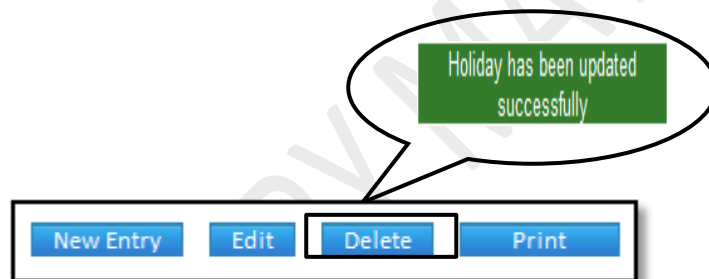 Holiday has been updated
successfully
New Entry Edit Delete Print